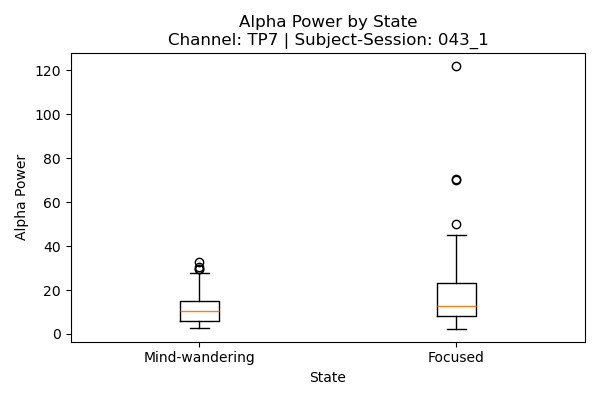 Alpha Power by State
Channel: TP7 | Subject-Session: 043_1
120
100
80
60
40
20
0
Alpha Power
Mind-wandering
Focused
State